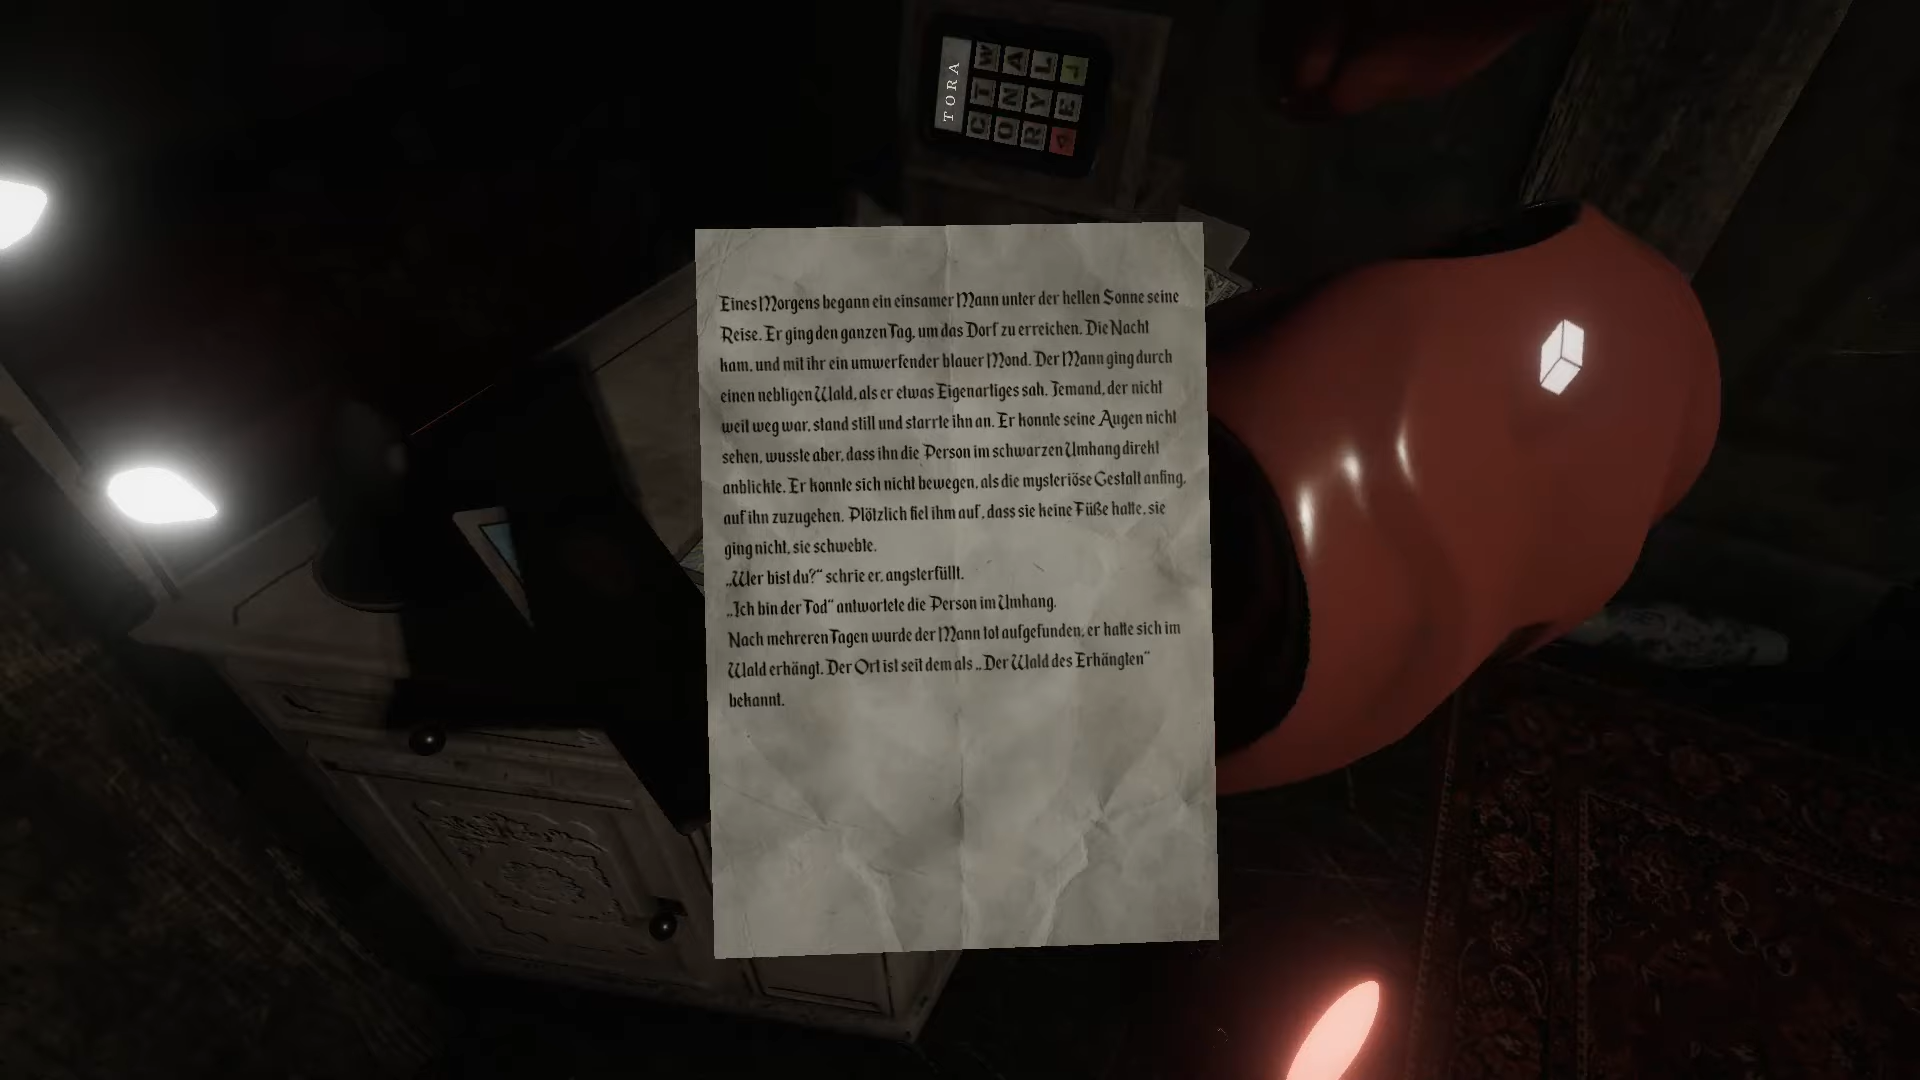 TORA
C T W
O N A
R Y L
E
Eines Morgens begann ein einsamer Mann unter der hellen Sonne seine
Reise. Er ging den ganzen Tag, um das Dorf zu erreichen. Die Nacht
kam, und mit ihr ein umwerfender blauer Mond. Der Mann ging durch
einen nebligen Wald, als er etwas Eigenartiges sah. Jemand, der nicht
weit weg war, stand still und starrte ihn an. Er konnte seine Augen nicht
sehen, wusste aber, dass ihn die Person im schwarzen Umhang direkt
anblickte. Er konnte sich nicht bewegen, als die mysteriöse Gestalt anfing,
auf ihn zuzugehen. Plötzlich fiel ihm auf, dass sie keine Füße hatte, sie
ging nicht, sie schwebte.
„Wer bist du?“ schrie er, angsterfüllt.
„Ich bin der Tod“ antwortete die Person im Umhang.
Nach mehreren Tagen wurde der Mann tot aufgefunden, er hatte sich im
Wald erhängt. Der Ort ist seit dem als „Der Wald des Erhängten“
bekannt.